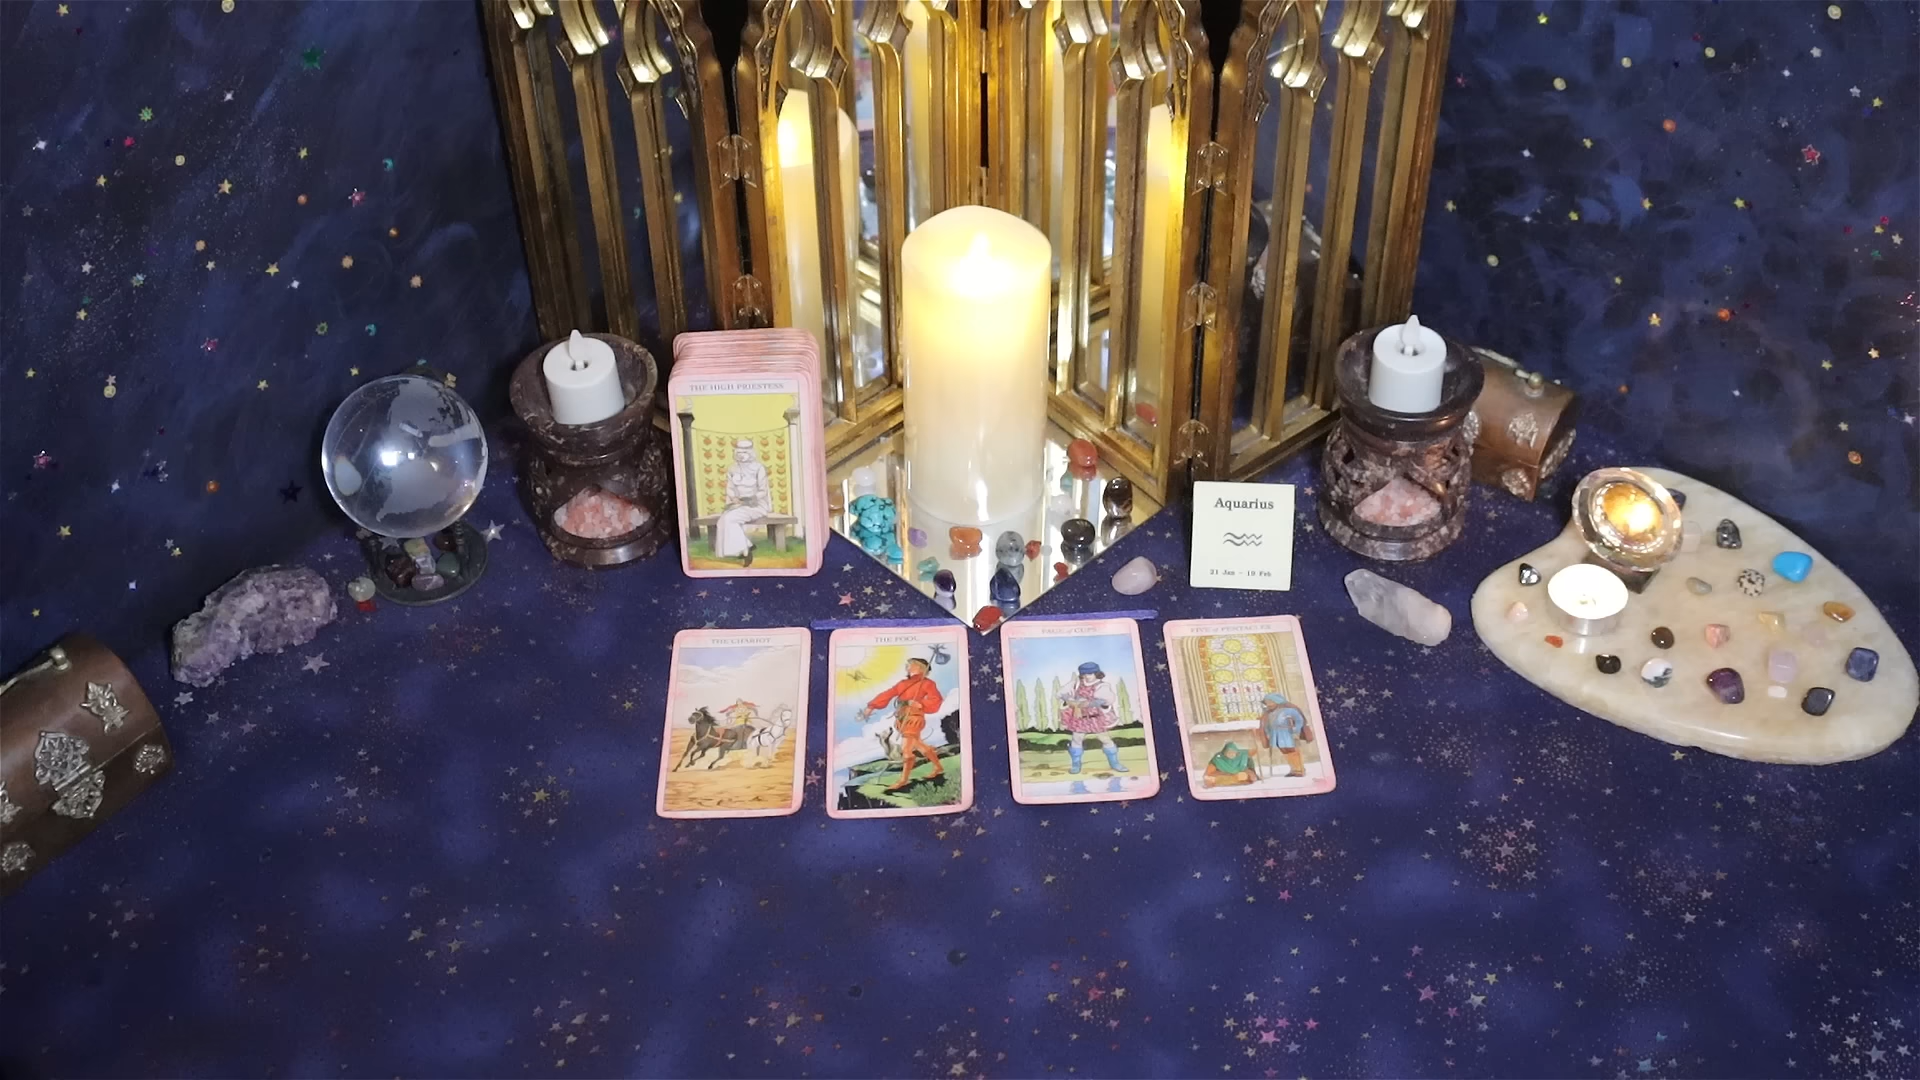 THE HIGH PRIESTESS
Aquarius
21 Jan - 19 Feb
THE CHARIOT
THE FOOL
PAGE of CUPS
FIVE of PENTACLES